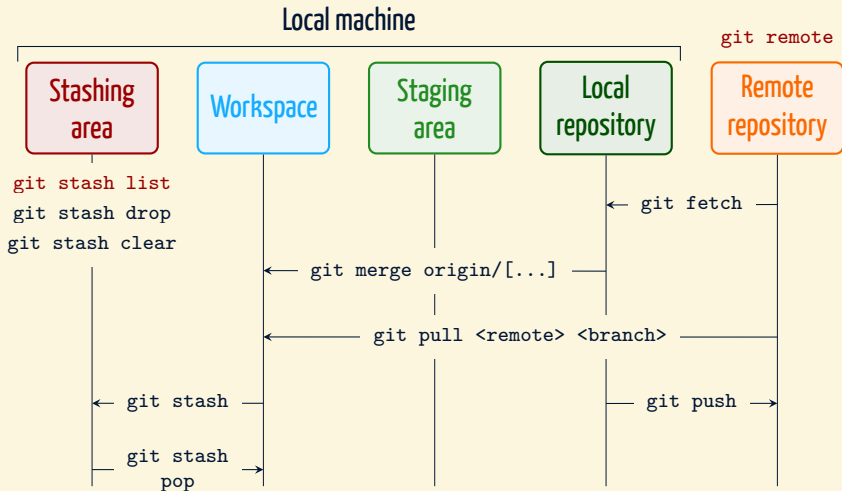 Local machine
git remote
Stashing
area
Workspace
Staging
area
Local
repository
Remote
repository
git stash list
git stash drop
git stash clear
git fetch
git merge origin/[...]
git pull <remote> <branch>
git stash
git push
git stash
pop